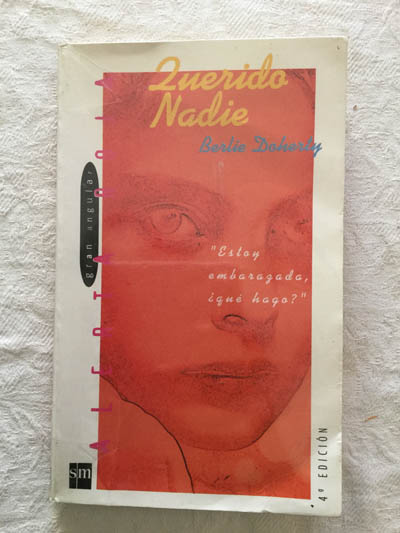 Querido
Nadie
Berlie Doherty
gran angular
ALERTA ROJA
"Estoy
embarazada,
¿qué hago?"
sm
4ª EDICIÓN